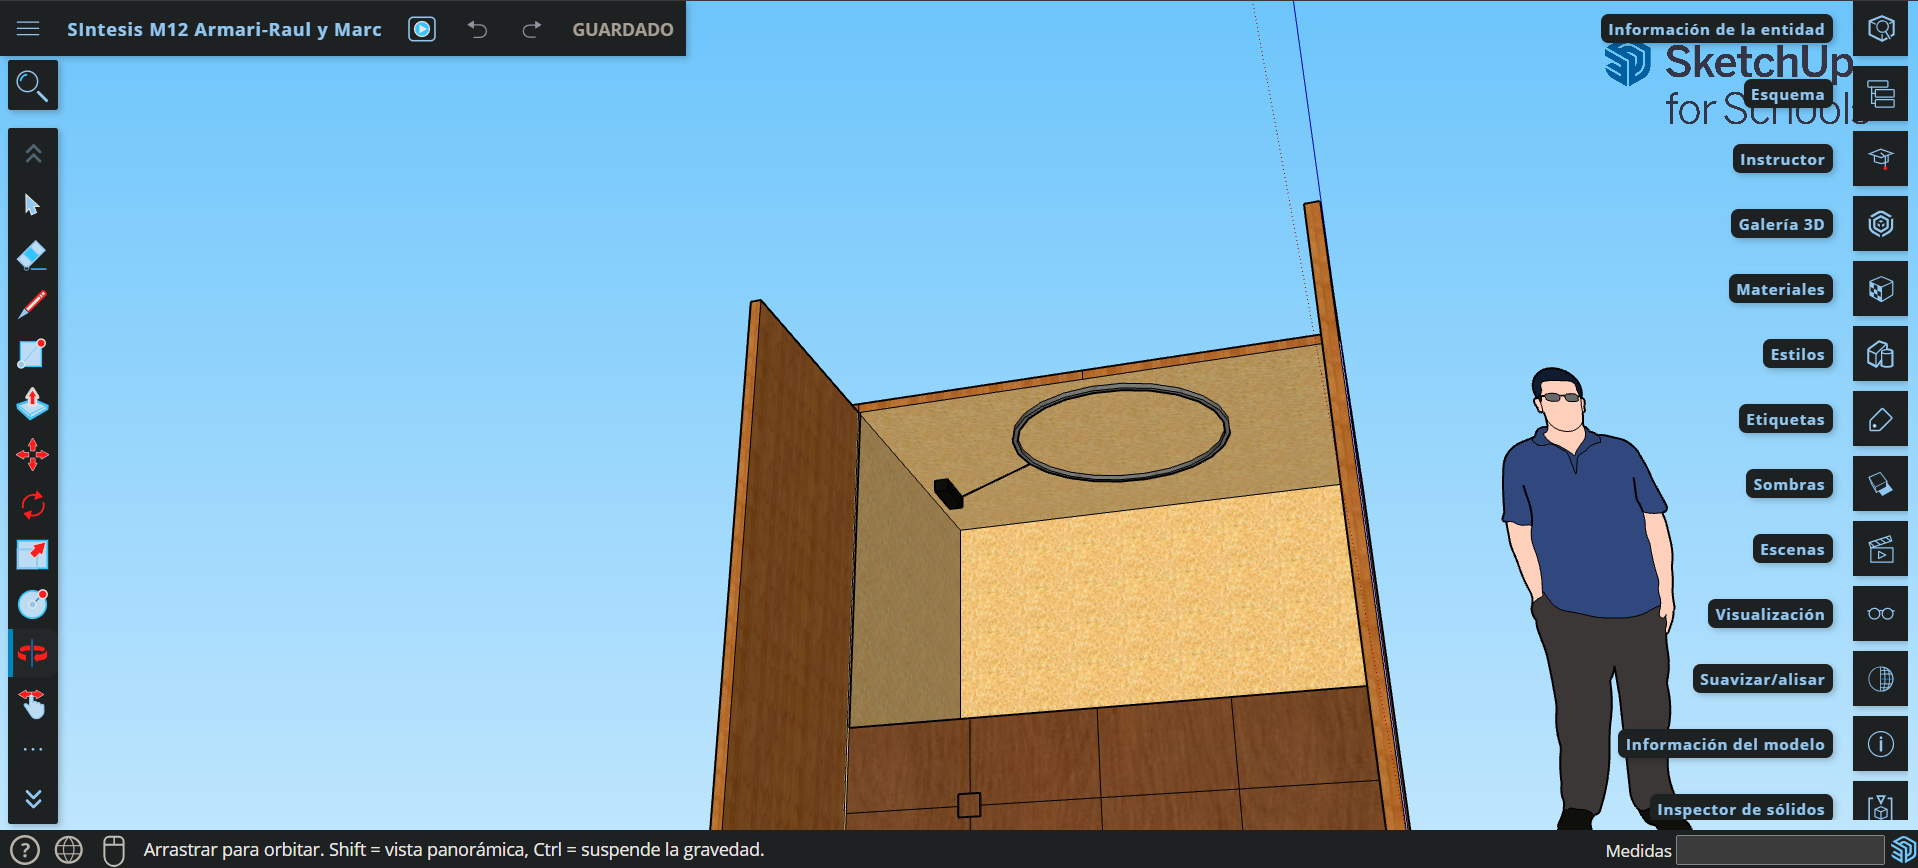 SIntesis M12 Armari-Raul y Marc
GUARDADO
Información de la entidad
SketchUp
for Schools
Esquema
Instructor
Galería 3D
Materiales
Estilos
Etiquetas
Sombras
Escenas
Visualización
Suavizar/alisar
Información del modelo
Inspector de sólidos
Arrastrar para orbitar. Shift = vista panorámica, Ctrl = suspende la gravedad.
Medidas